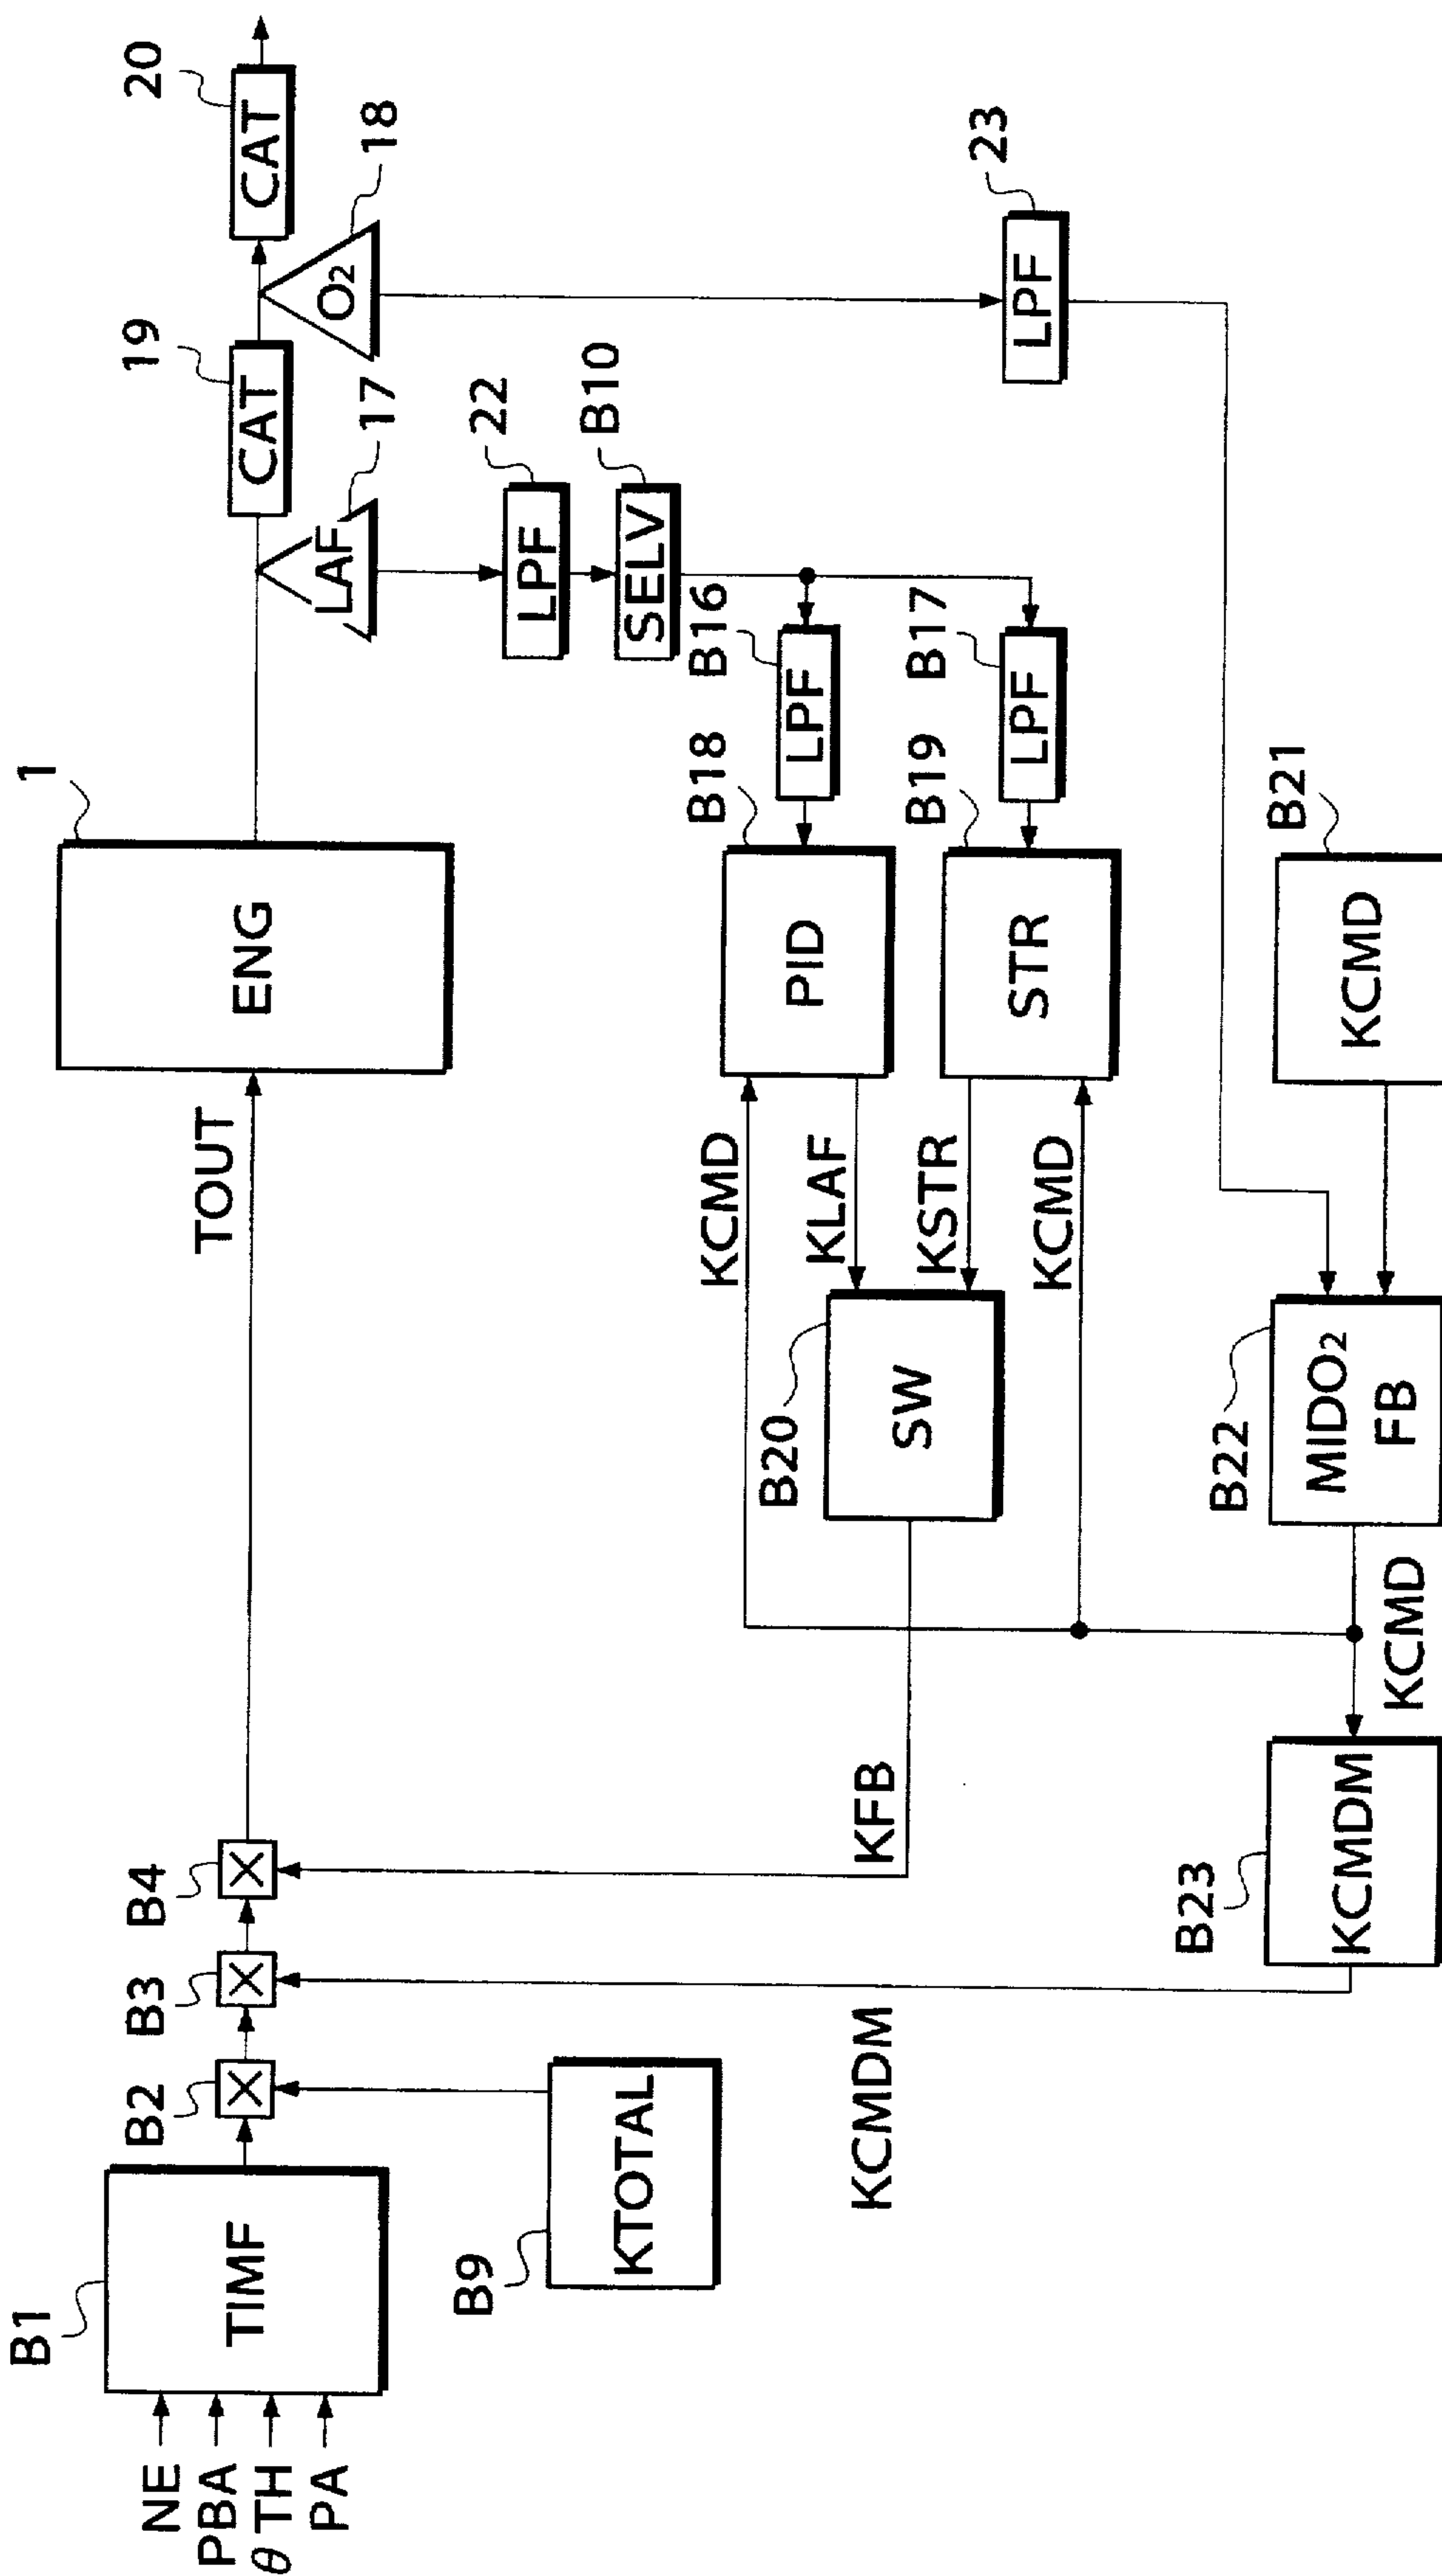 B1
TIMF
NE
PBA
θ TH
PA
B2
B3
B4
TOUT
1
ENG
19
CAT
20
CAT
LAF
17
O2
18
LPF
22
SELV
B10
B9
KTOTAL
B16
LPF
B17
LPF
B18
PID
B19
STR
LPF
23
KCMD
KLAF
KSTR
KCMD
B20
SW
KFB
B21
KCMD
B22
MIDO2
FB
KCMD
B23
KCMDM
KCMDM